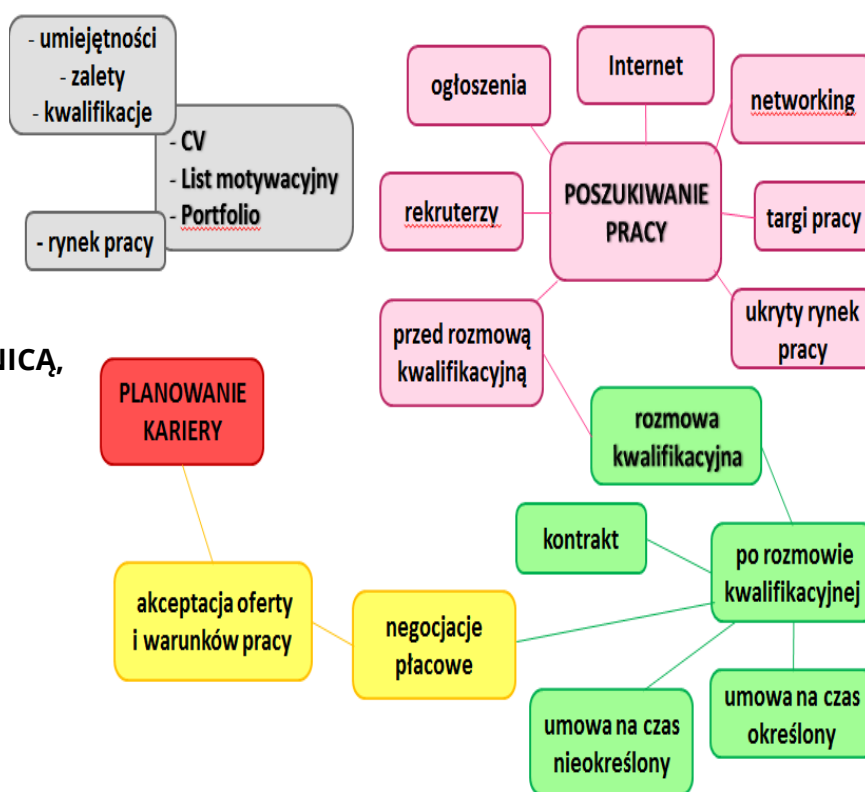 - umiejętności
- zalety
- kwalifikacje
- CV
- List motywacyjny
- Portfolio
- rynek pracy
ogłoszenia
Internet
networking
rekruterzy
POSZUKIWANIE
PRACY
targi pracy
przed rozmową
kwalifikacyjną
ukryty rynek
pracy
NICĄ,
PLANOWANIE
KARIERY
rozmowa
kwalifikacyjna
kontrakt
po rozmowie
kwalifikacyjnej
akceptacja oferty
i warunków pracy
negocjacje
płacowe
umowa na czas
nieokreślony
umowa na czas
określony